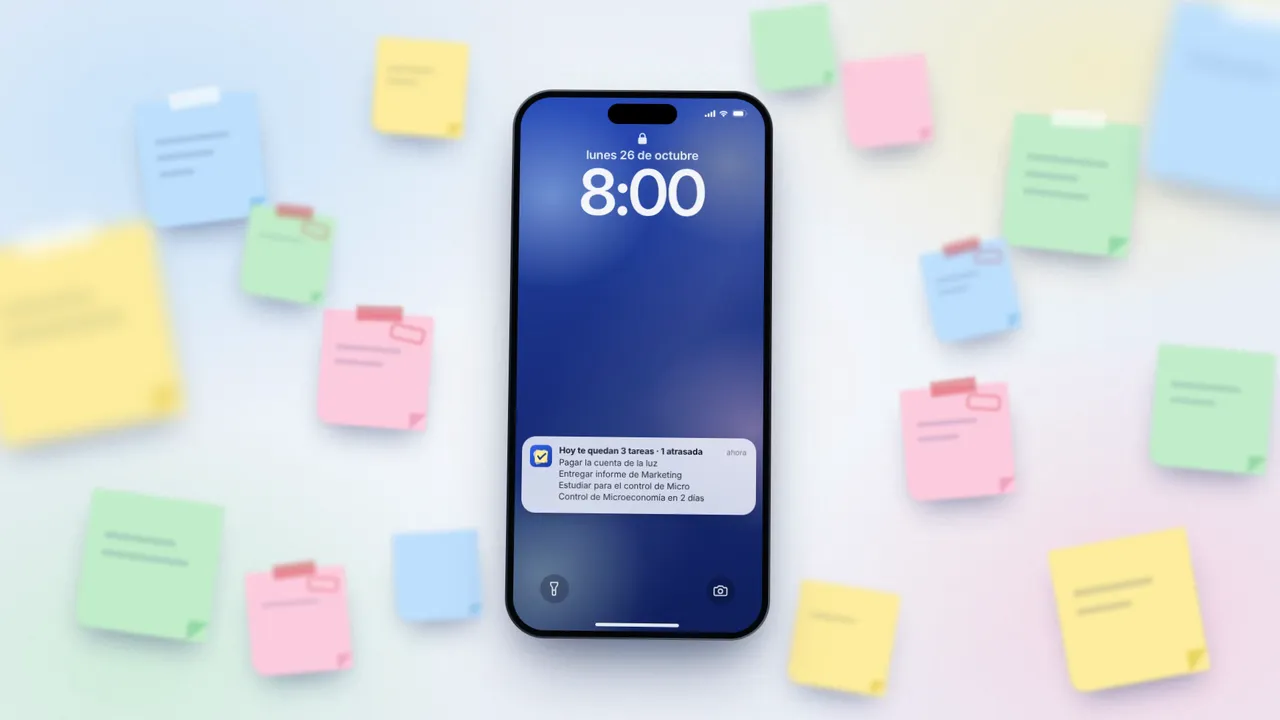 lunes 26 de octubre
8:00
Hoy te quedan 3 tareas · 1 atrasada
ahora
Pagar la cuenta de la luz
Entregar informe de Marketing
Estudiar para el control de Micro
Control de Microeconomía en 2 días